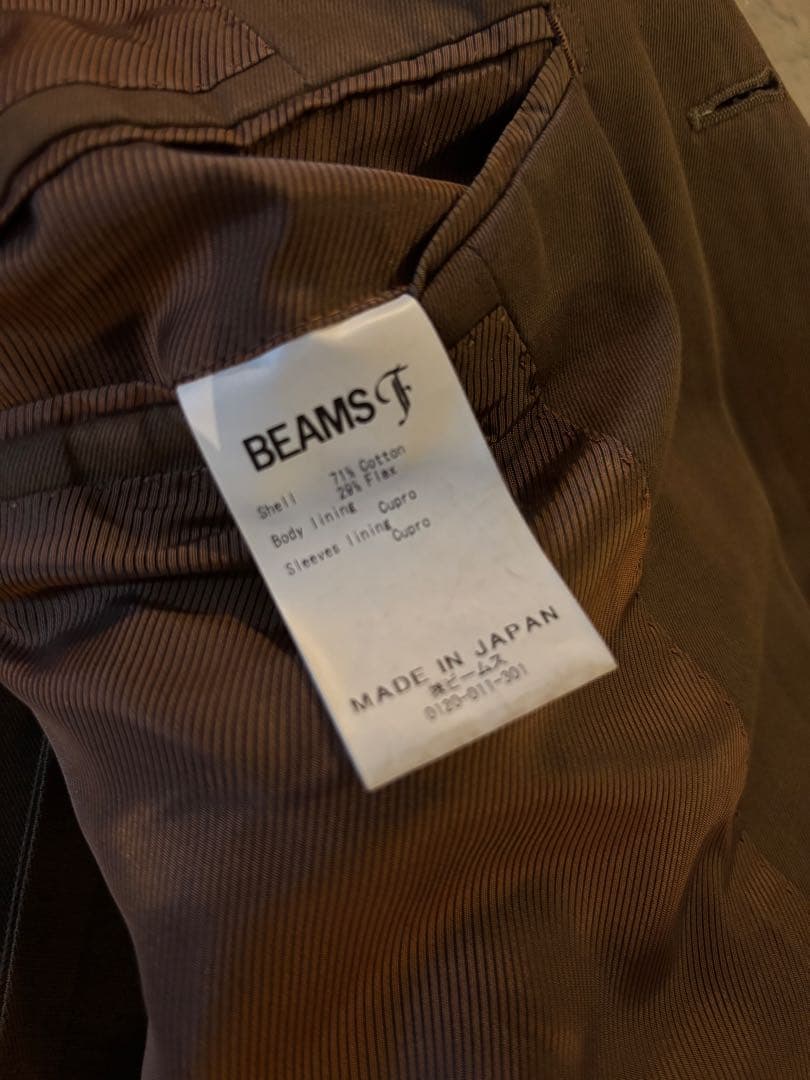 BEAMS F
Shell 71% Cotton
29% Flax
Body lining Cupro
Sleeves lining Cupro
MADE IN JAPAN
㈱ビームス
0120-011-301